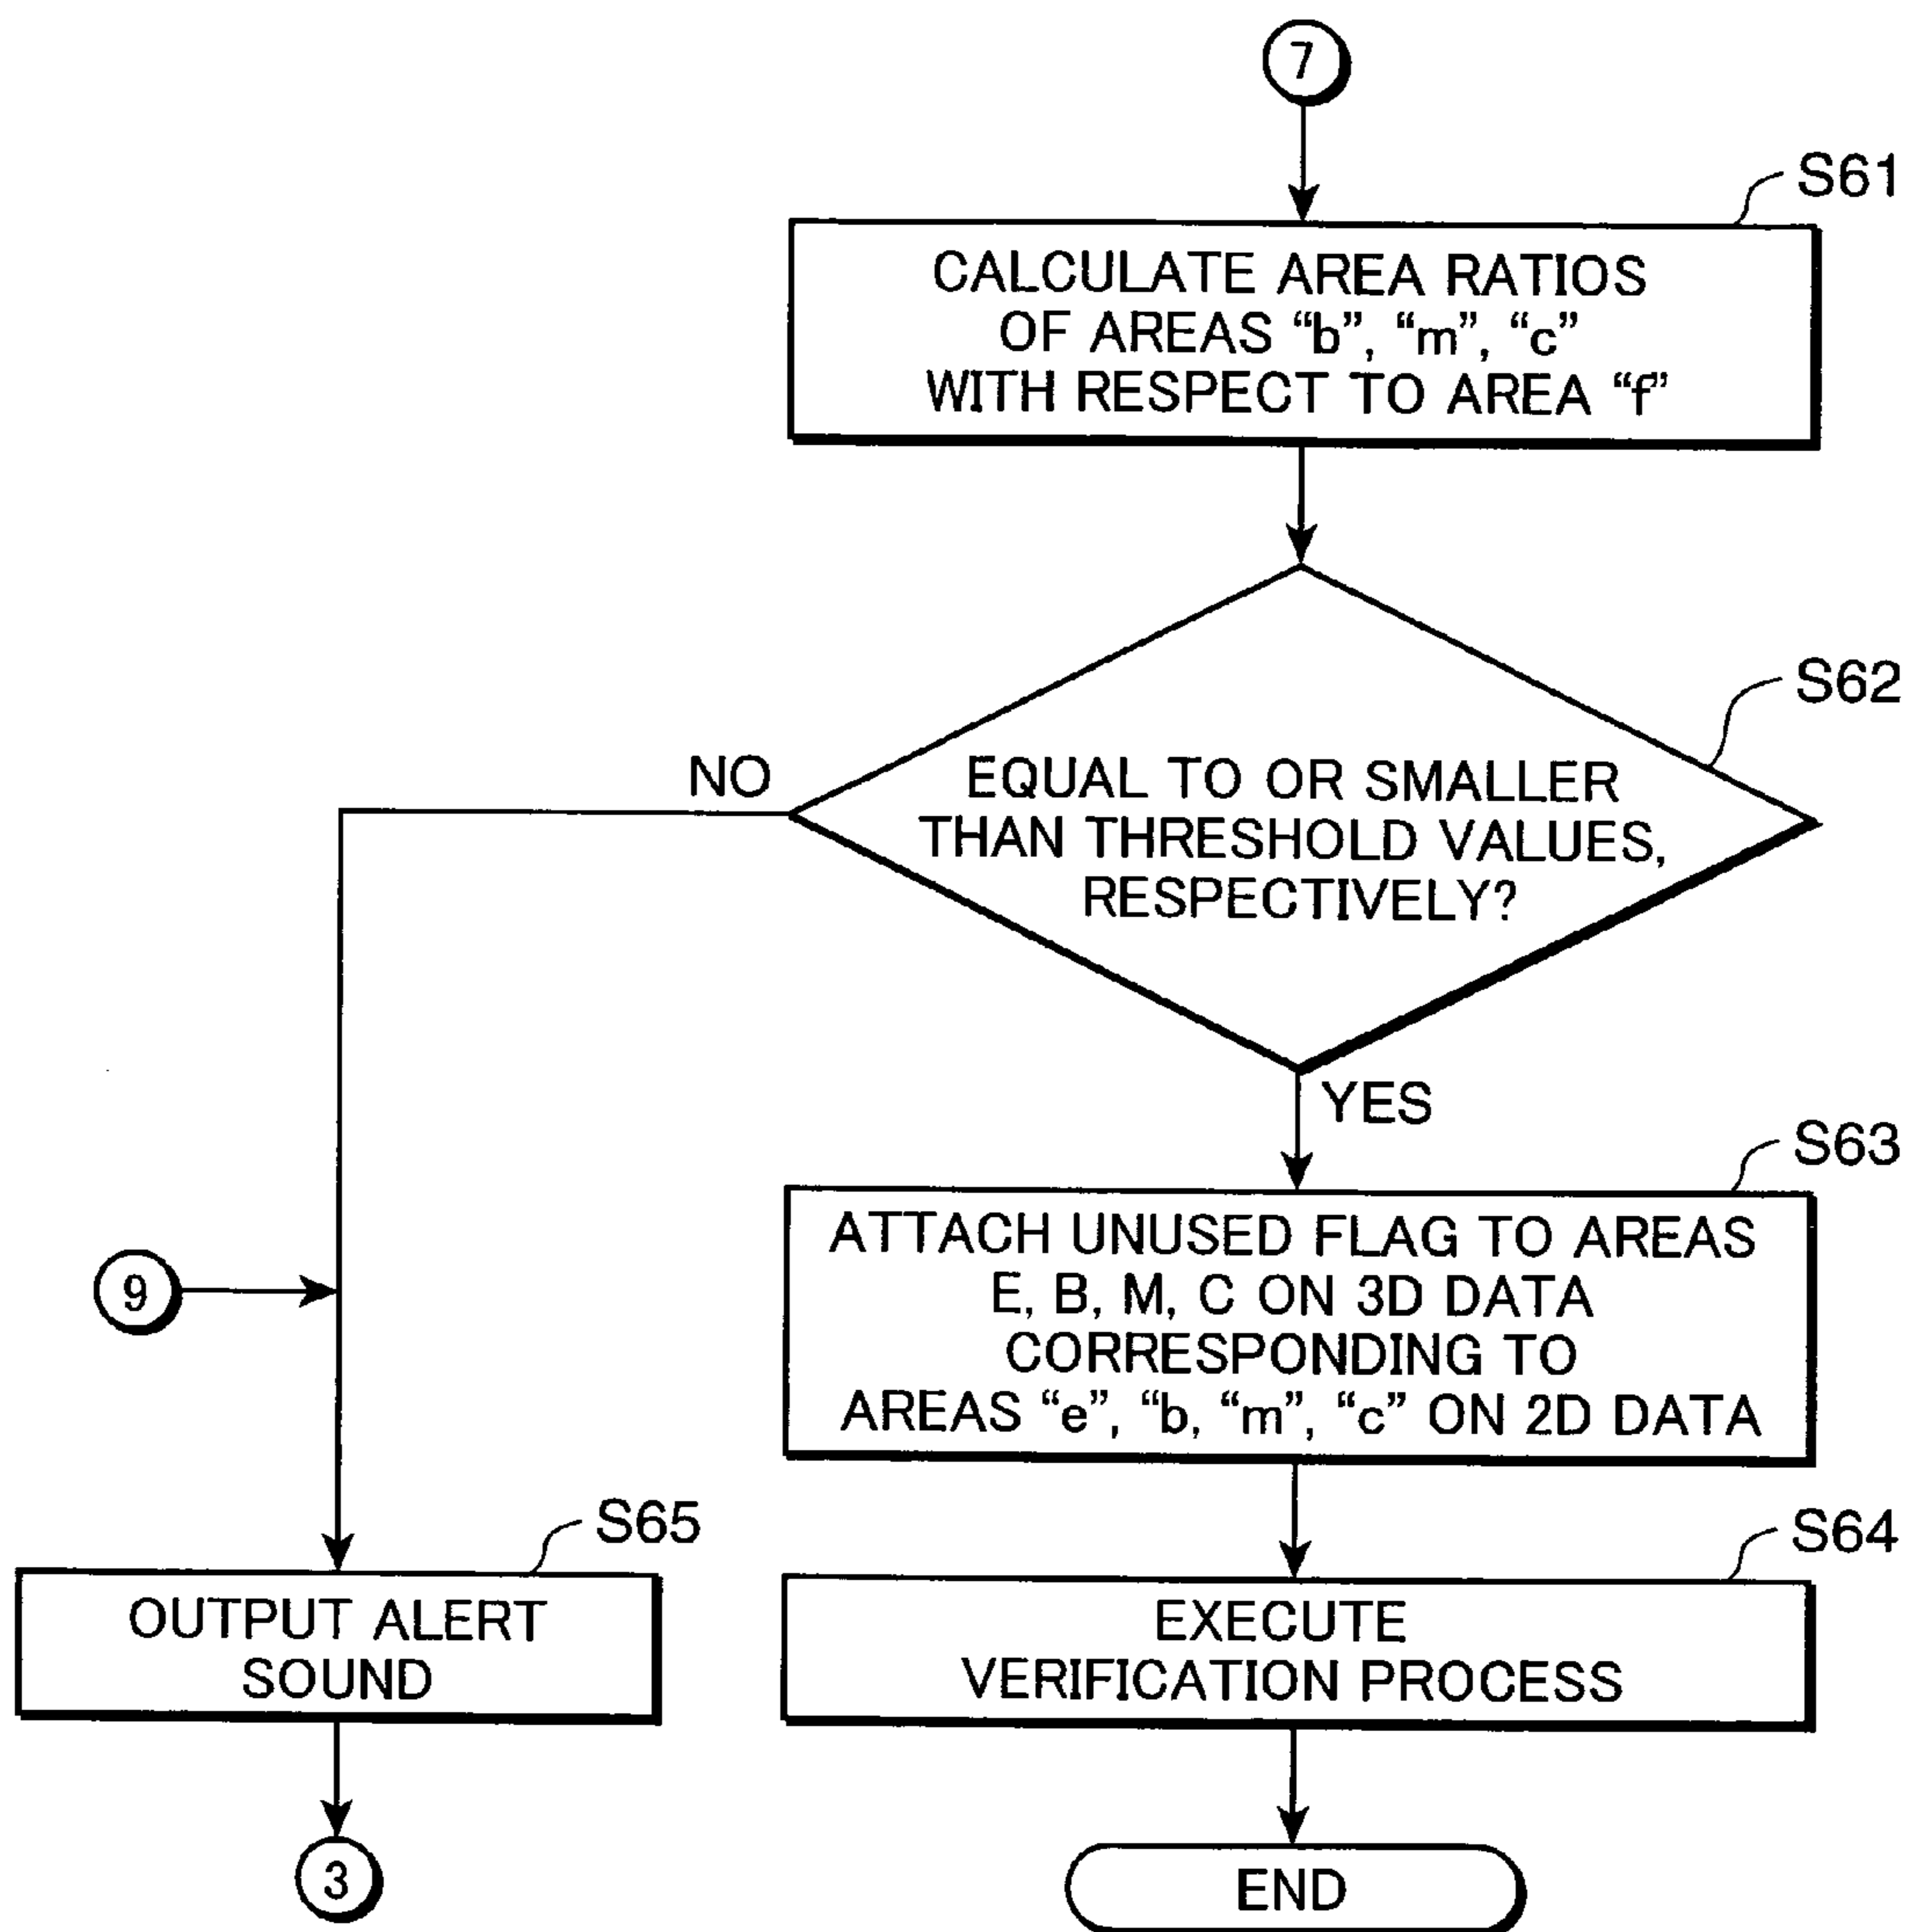 7
S61
CALCULATE AREA RATIOS
OF AREAS “b”, “m”, “c”
WITH RESPECT TO AREA “f”
S62
NO
EQUAL TO OR SMALLER
THAN THRESHOLD VALUES,
RESPECTIVELY?
YES
S63
ATTACH UNUSED FLAG TO AREAS
E, B, M, C ON 3D DATA
CORRESPONDING TO
AREAS “e”, “b, “m”, “c” ON 2D DATA
9
S65
OUTPUT ALERT
SOUND
S64
EXECUTE
VERIFICATION PROCESS
3
END